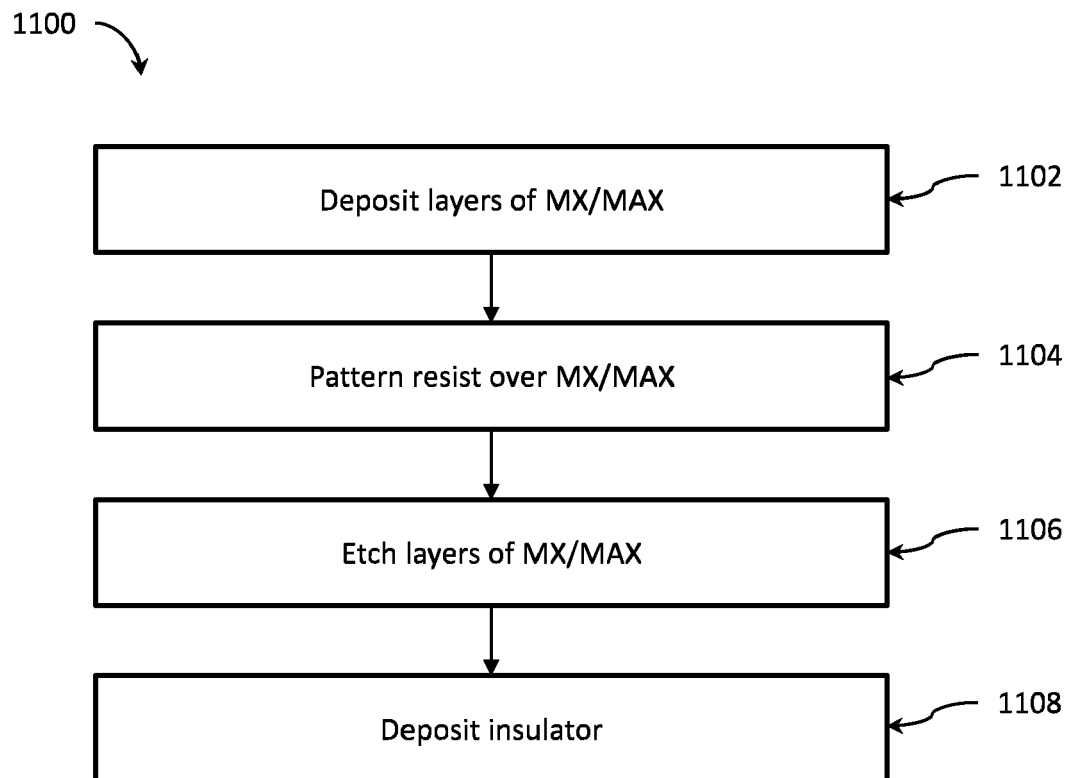 1100
Deposit layers of MX/MAX
1102
Pattern resist over MX/MAX
1104
Etch layers of MX/MAX
1106
Deposit insulator
1108